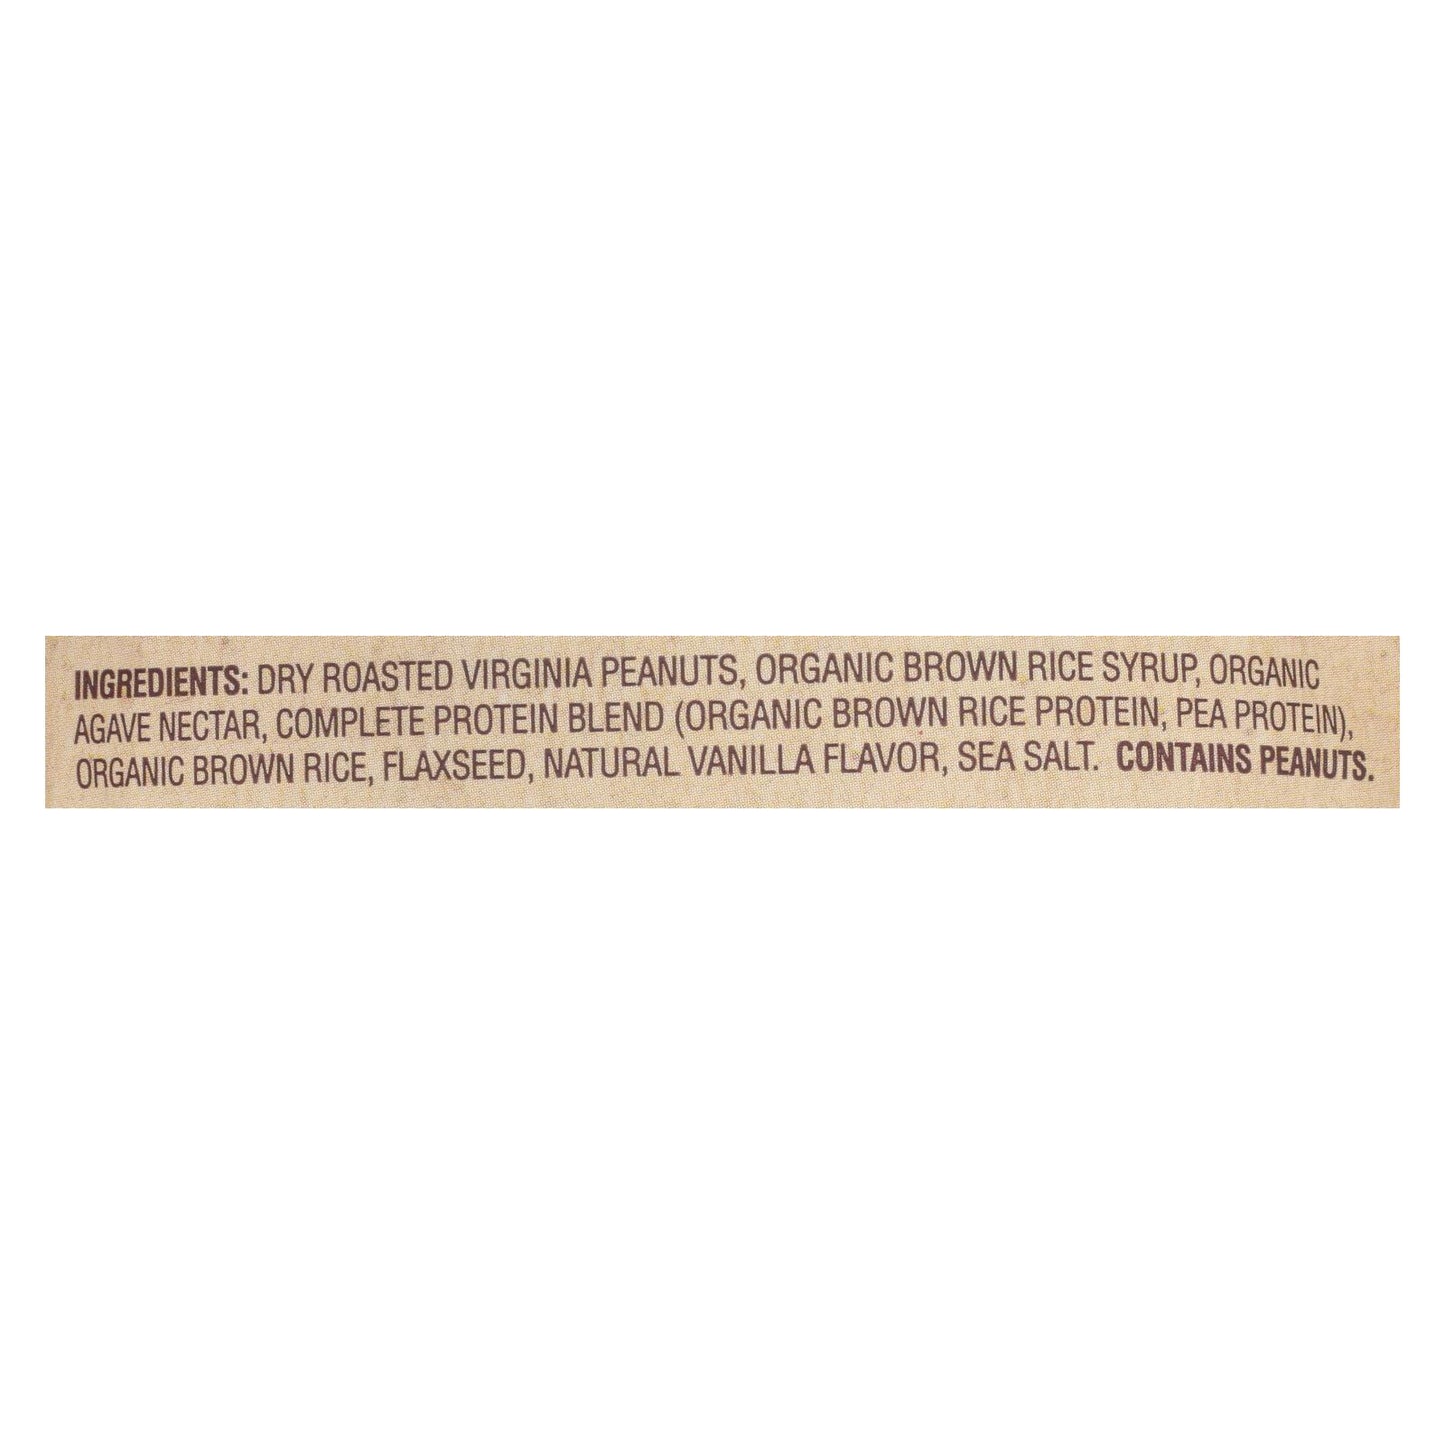 INGREDIENTS: DRY ROASTED VIRGINIA PEANUTS, ORGANIC BROWN RICE SYRUP, ORGANIC
AGAVE NECTAR, COMPLETE PROTEIN BLEND (ORGANIC BROWN RICE PROTEIN, PEA PROTEIN),
ORGANIC BROWN RICE, FLAXSEED, NATURAL VANILLA FLAVOR, SEA SALT. CONTAINS PEANUTS.